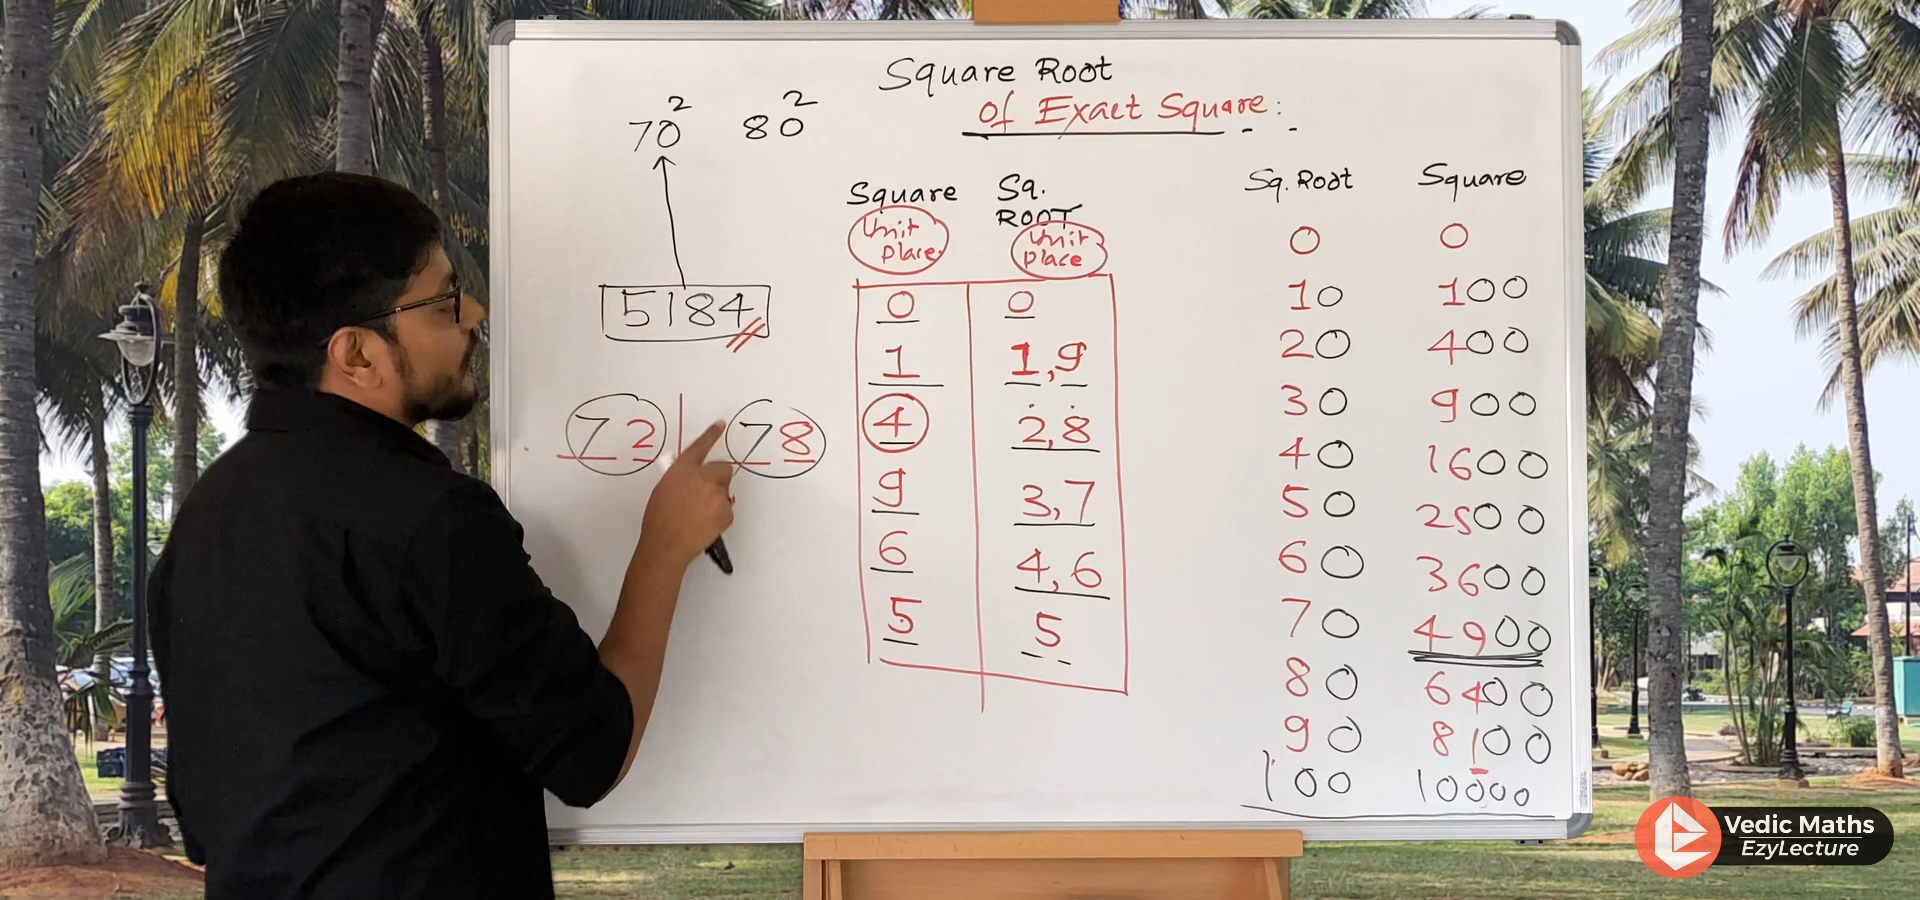 Square Root
Of Exact Square:
70² 80²
5184
72 | 78
Square Sq. ROOT
Unit Place. Unit Place
0 0
1 1,9
4 2,8
9 3,7
6 4,6
5 5
Sq. Root Square
0 0
10 100
20 400
30 900
40 1600
50 2500
60 3600
70 4900
80 6400
90 8100
100 10000
Vedic Maths
EzyLecture